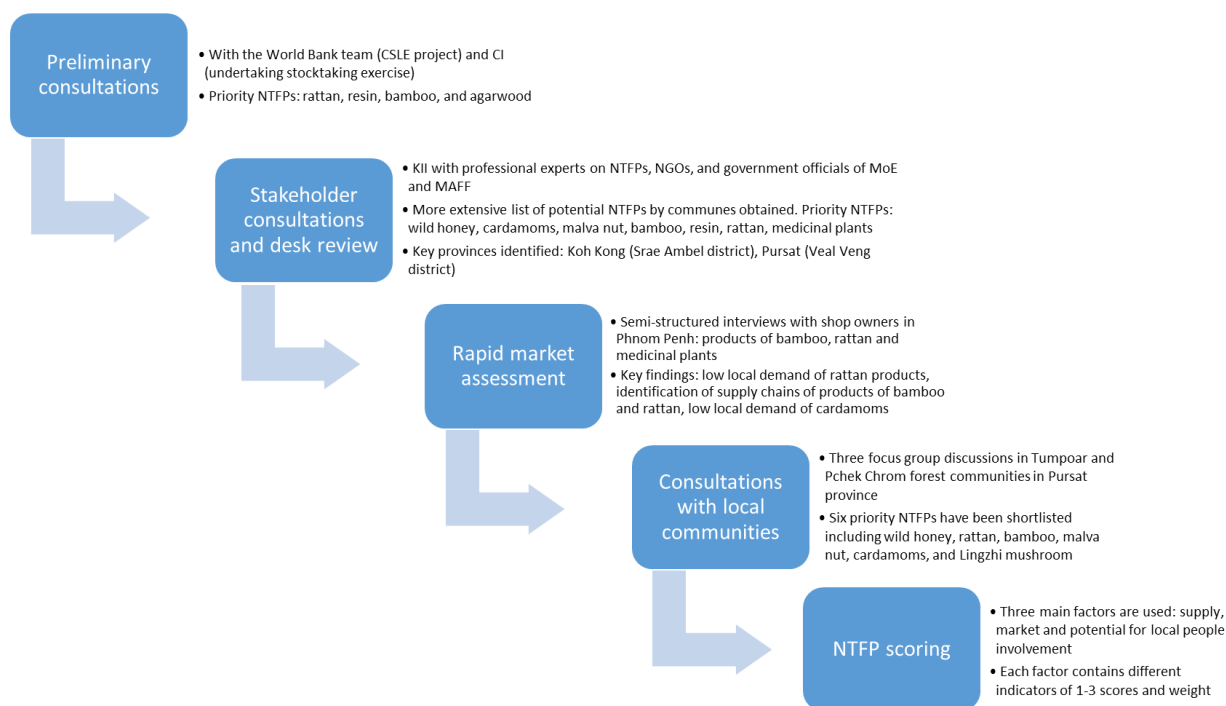 Preliminary
consultations
• With the World Bank team (CSLE project) and CI
(undertaking stocktaking exercise)
• Priority NTFPs: rattan, resin, bamboo, and agarwood
Stakeholder
consultations
and desk review
• KII with professional experts on NTFPs, NGOs, and government officials of MoE
and MAFF
• More extensive list of potential NTFPs by communes obtained. Priority NTFPs:
wild honey, cardamoms, malva nut, bamboo, resin, rattan, medicinal plants
• Key provinces identified: Koh Kong (Srae Ambel district), Pursat (Veal Veng
district)
Rapid market
assessment
• Semi-structured interviews with shop owners in
Phnom Penh: products of bamboo, rattan and
medicinal plants
• Key findings: low local demand of rattan products,
identification of supply chains of products of bamboo
and rattan, low local demand of cardamoms
Consultations
with local
communities
• Three focus group discussions in Tumpoar and
Pchek Chrom forest communities in Pursat
province
• Six priority NTFPs have been shortlisted
including wild honey, rattan, bamboo, malva
nut, cardamoms, and Lingzhi mushroom
NTFP scoring
• Three main factors are used: supply,
market and potential for local people
involvement
• Each factor contains different
indicators of 1-3 scores and weight